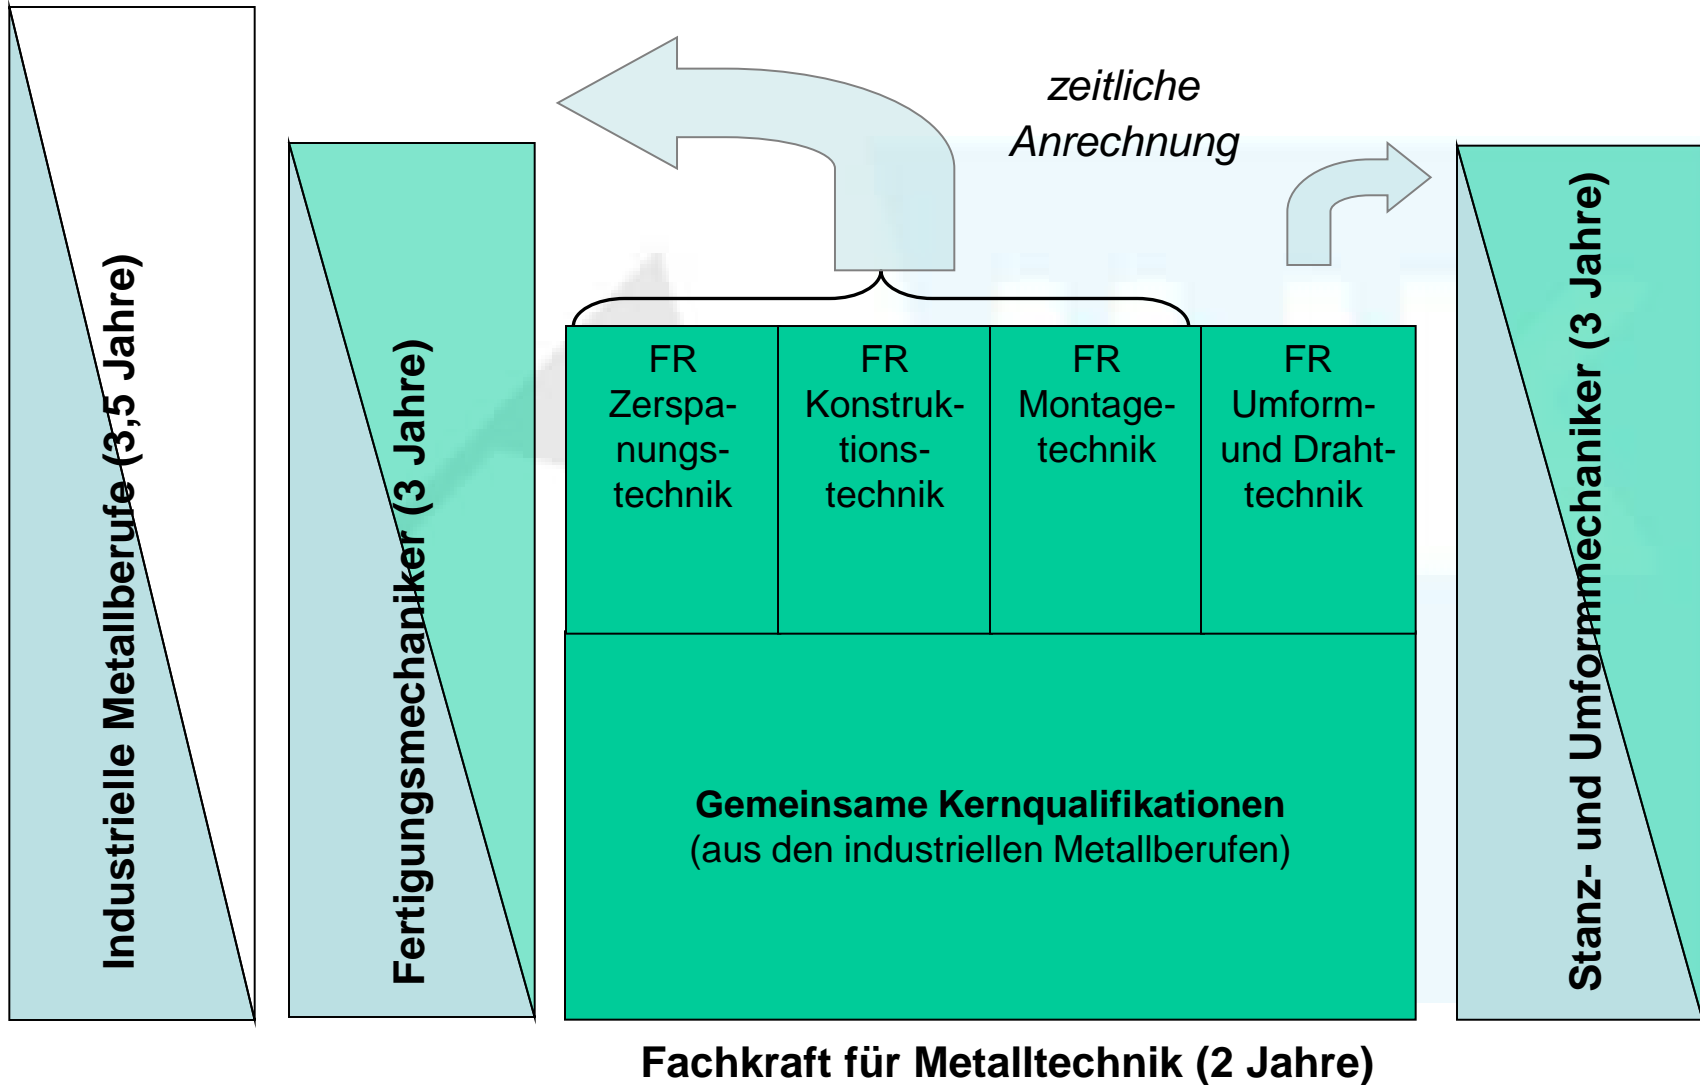 zeitliche
Anrechnung
Industrielle Metallberufe (3,5 Jahre)
Fertigungsmechaniker (3 Jahre)
FR
Zerspa-
nungs-
technik
FR
Konstruk-
tions-
technik
FR
Montage-
technik
FR
Umform-
und Draht-
technik
Stanz- und Umformmechaniker (3 Jahre)
Gemeinsame Kernqualifikationen
(aus den industriellen Metallberufen)
Fachkraft für Metalltechnik (2 Jahre)